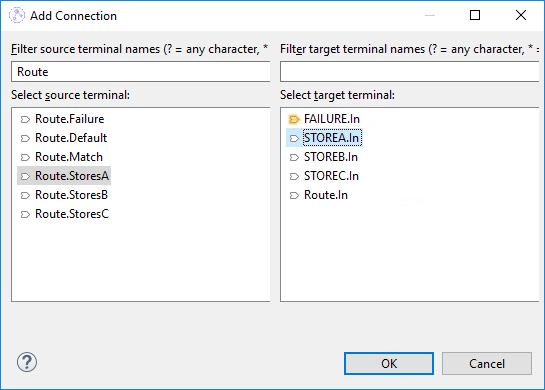 Add Connection
Filter source terminal names (? = any character, *
Filter target terminal names (? = any character, * =
Route
Select source terminal:
Select target terminal:
Route.Failure
Route.Default
Route.Match
Route.StoresA
Route.StoresB
Route.StoresC
FAILURE.In
STOREA.In
STOREB.In
STOREC.In
Route.In
?
OK
Cancel